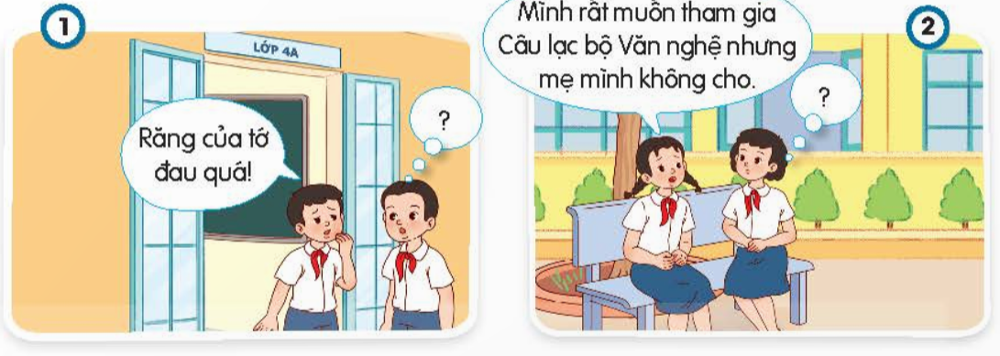 1
LỚP 4A
Răng của tớ
đau quá!
?
2
Mình rất muốn tham gia
Câu lạc bộ Văn nghệ nhưng
mẹ mình không cho.
?